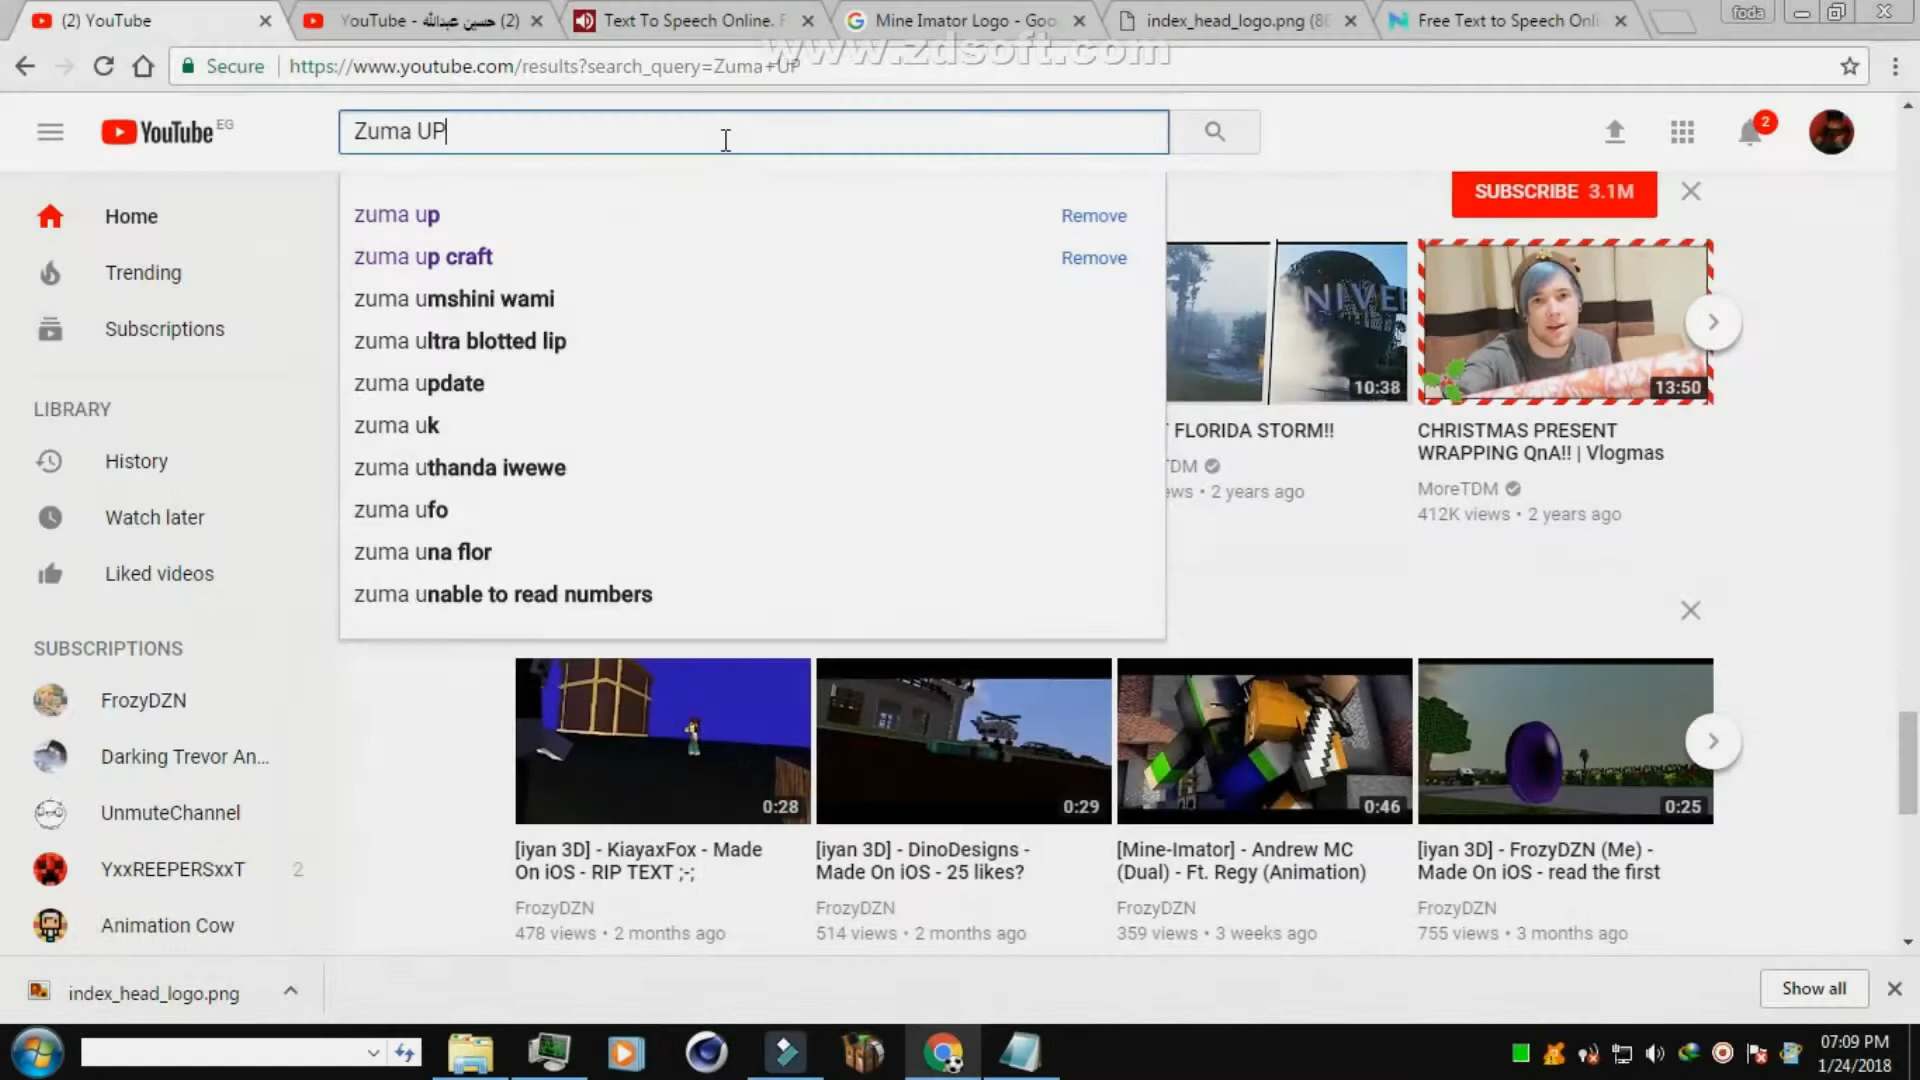 (2) YouTube
(2) حسين عبدالله - YouTube
Text To Speech Online. F
Mine Imator Logo - Goo
index_head_logo.png (8
Free Text to Speech Onli
foda
www.zdsoft.com
Secure
https://www.youtube.com/results?search_query=Zuma+UP
YouTube EG
Zuma UP
2
Home
Trending
Subscriptions
LIBRARY
History
Watch later
Liked videos
SUBSCRIPTIONS
FrozyDZN
Darking Trevor An...
UnmuteChannel
YxxREEPERSxxT 2
Animation Cow
zuma up Remove
zuma up craft Remove
zuma umshini wami
zuma ultra blotted lip
zuma update
zuma uk
zuma uthanda iwewe
zuma ufo
zuma una flor
zuma unable to read numbers
SUBSCRIBE 3.1M
NIVE
10:38
13:50
FLORIDA STORM!!
TDM
ews • 2 years ago
CHRISTMAS PRESENT
WRAPPING QnA!! | Vlogmas
MoreTDM
412K views • 2 years ago
0:28
0:29
0:46
0:25
[iyan 3D] - KiayaxFox - Made
On iOS - RIP TEXT ;-;
FrozyDZN
478 views • 2 months ago
[iyan 3D] - DinoDesigns -
Made On iOS - 25 likes?
FrozyDZN
514 views • 2 months ago
[Mine-Imator] - Andrew MC
(Dual) - Ft. Regy (Animation)
FrozyDZN
359 views • 3 weeks ago
[iyan 3D] - FrozyDZN (Me) -
Made On iOS - read the first
FrozyDZN
755 views • 3 months ago
index_head_logo.png
Show all
07:09 PM
1/24/2018